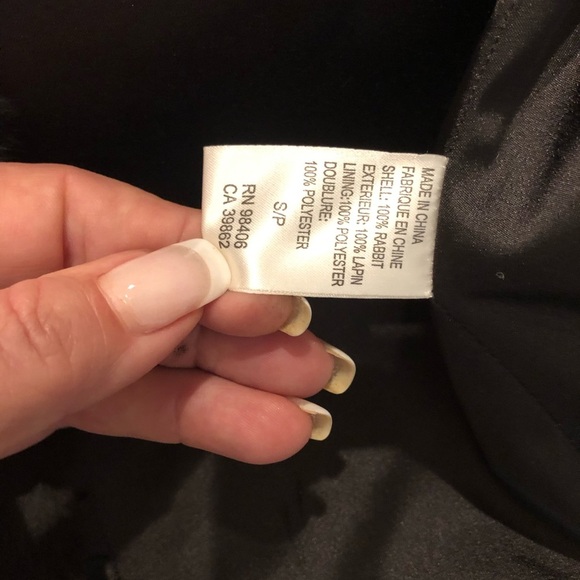 MADE IN CHINA
FABRIQUE EN CHINE
SHELL: 100% RABBIT
EXTERIEUR: 100% LAPIN
LINING:100% POLYESTER
DOUBLURE:
100% POLYESTER
S/P
RN 98406
CA 39862